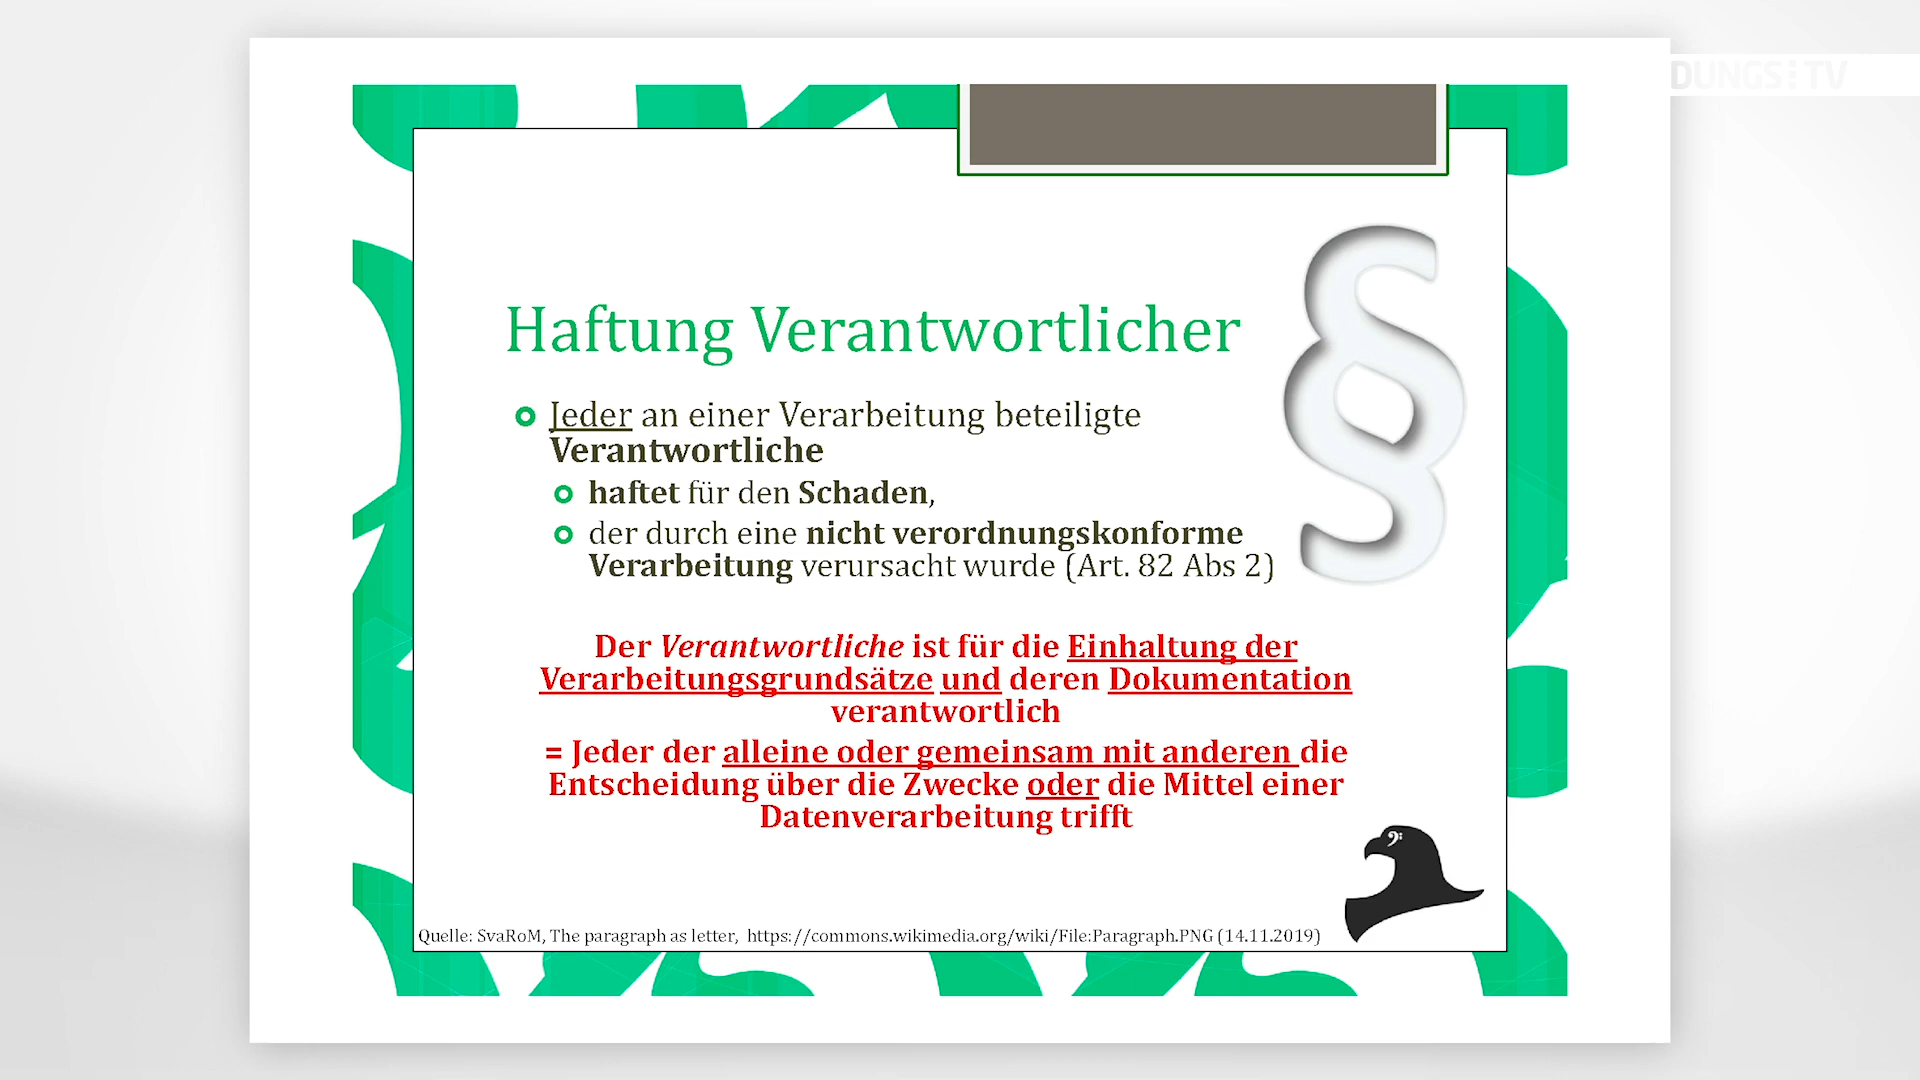 DUNGS TV
Haftung Verantwortlicher
Jeder an einer Verarbeitung beteiligte
Verantwortliche
haftet für den Schaden,
der durch eine nicht verordnungskonforme
Verarbeitung verursacht wurde (Art. 82 Abs 2)
§
Der Verantwortliche ist für die Einhaltung der
Verarbeitungsgrundsätze und deren Dokumentation
verantwortlich
= Jeder der alleine oder gemeinsam mit anderen die
Entscheidung über die Zwecke oder die Mittel einer
Datenverarbeitung trifft
Quelle: SvaRoM, The paragraph as letter, https://commons.wikimedia.org/wiki/File:Paragraph.PNG (14.11.2019)